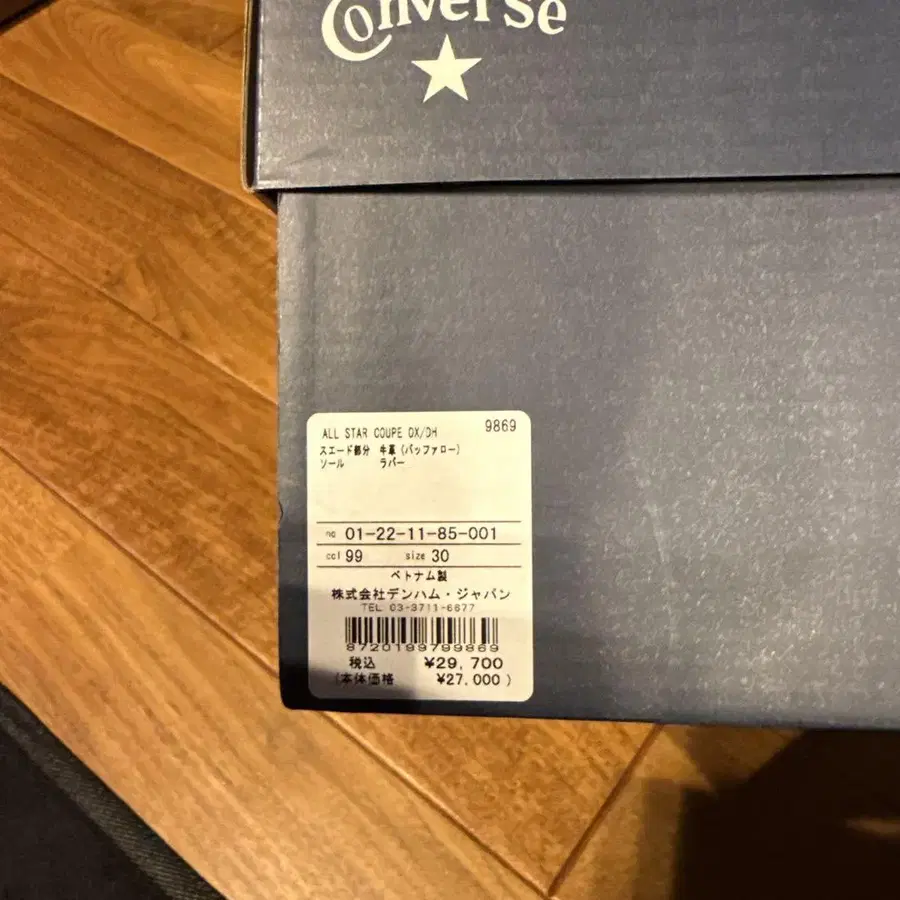 Converse
ALL STAR COUPE OX/DH 9869
スエード部分 牛革(バッファロー)
ソール ラバー
no 01-22-11-85-001
col 99 size 30
ベトナム製
株式会社デンハム・ジャパン
TEL 03-3711-6677
8720199799869
税込 ¥29,700
(本体価格 ¥27,000)